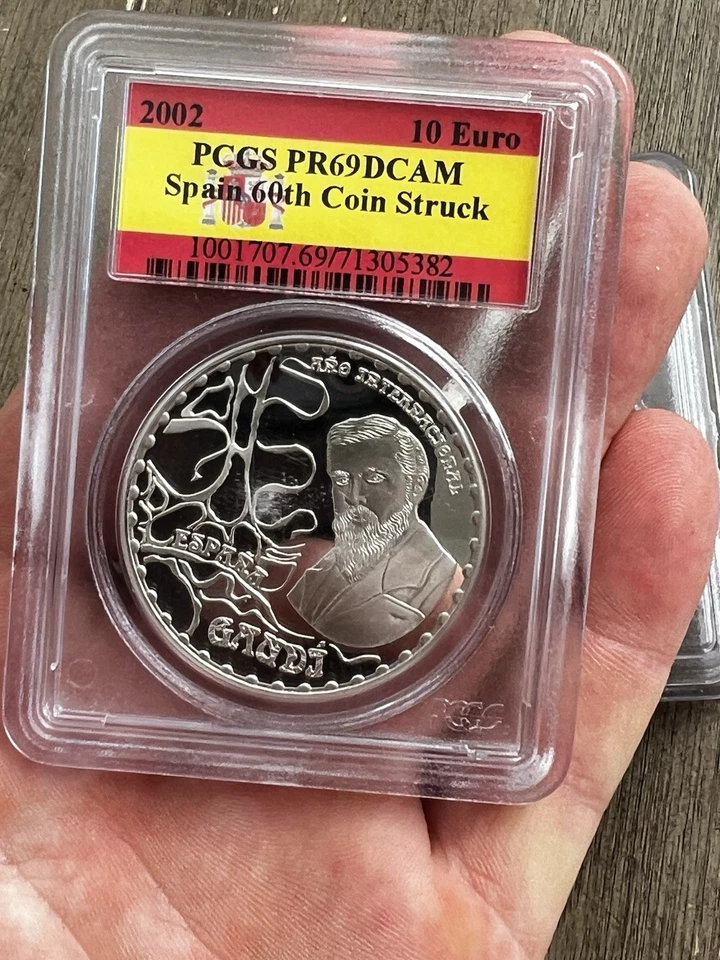 2002
10 Euro
PCGS PR69DCAM
Spain 60th Coin Struck
1001707.69/71305382
AÑO INTERNACIONAL
ESPAÑA
GAUDÍ
PCGS